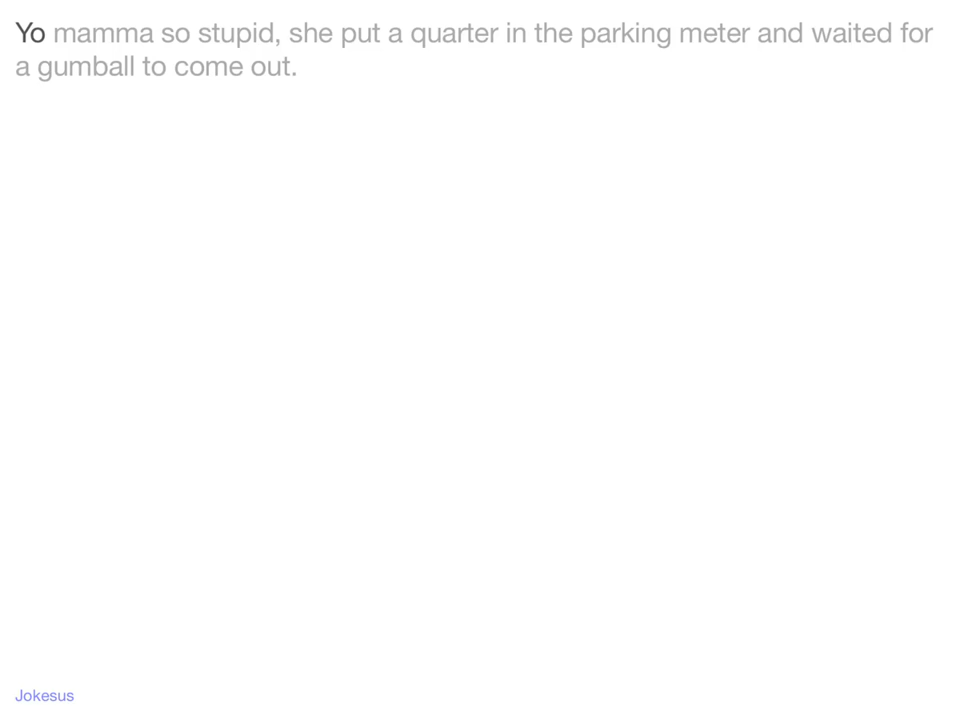 Yo mamma so stupid, she put a quarter in the parking meter and waited for
a gumball to come out.
Jokesus